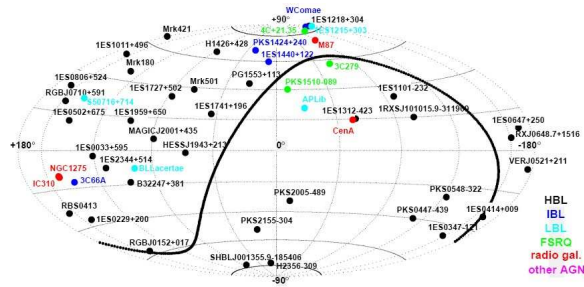 +90°
WComae
1ES1218+304
4C+21.35
1ES1215+303
Mrk421
M87
H1426+428
PKS1424+240
1ES1011+496
1ES1440+122
Mrk180
3C279
1ES0806+524
PG1553+113
RGBJ0710+591
1ES1727+502
Mrk501
PKS1510-089
1ES1101-232
S50716+714
1ES0502+675
1ES1959+650
1ES1741+196
APLib
1ES1312-423
1RXSJ101015.9-311909
1ES0647+250
MAGICJ2001+435
CenA
RXJ0648.7+1516
+180°
1ES0033+595
HESSJ1943+213
0°
-180°
1ES2344+514
VERJ0521+211
NGC1275
BLLacertae
IC310
3C66A
B32247+381
PKS2005-489
PKS0548-322
HBL
RBS0413
IBL
1ES0229+200
PKS0447-439
1ES0414+009
LBL
PKS2155-304
1ES0347-121
FSRQ
RGBJ0152+017
radio gal.
SHBLJ001355.9-185406
H2356-309
other AGN
-90°